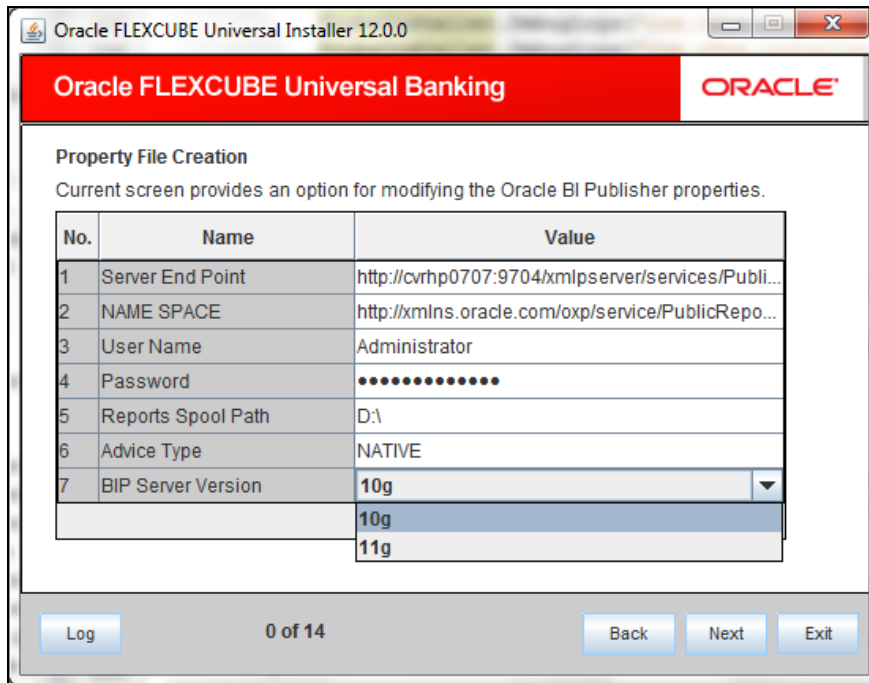 Oracle FLEXCUBE Universal Installer 12.0.0
Oracle FLEXCUBE Universal Banking
ORACLE
Property File Creation
Current screen provides an option for modifying the Oracle BI Publisher properties.
No. Name Value
1 Server End Point http://cvrhp0707:9704/xmlpserver/services/Publi...
2 NAME SPACE http://xmlns.oracle.com/oxp/service/PublicRepo...
3 User Name Administrator
4 Password •••••••••••••
5 Reports Spool Path D:\
6 Advice Type NATIVE
7 BIP Server Version 10g
10g
11g
Log 0 of 14 Back Next Exit